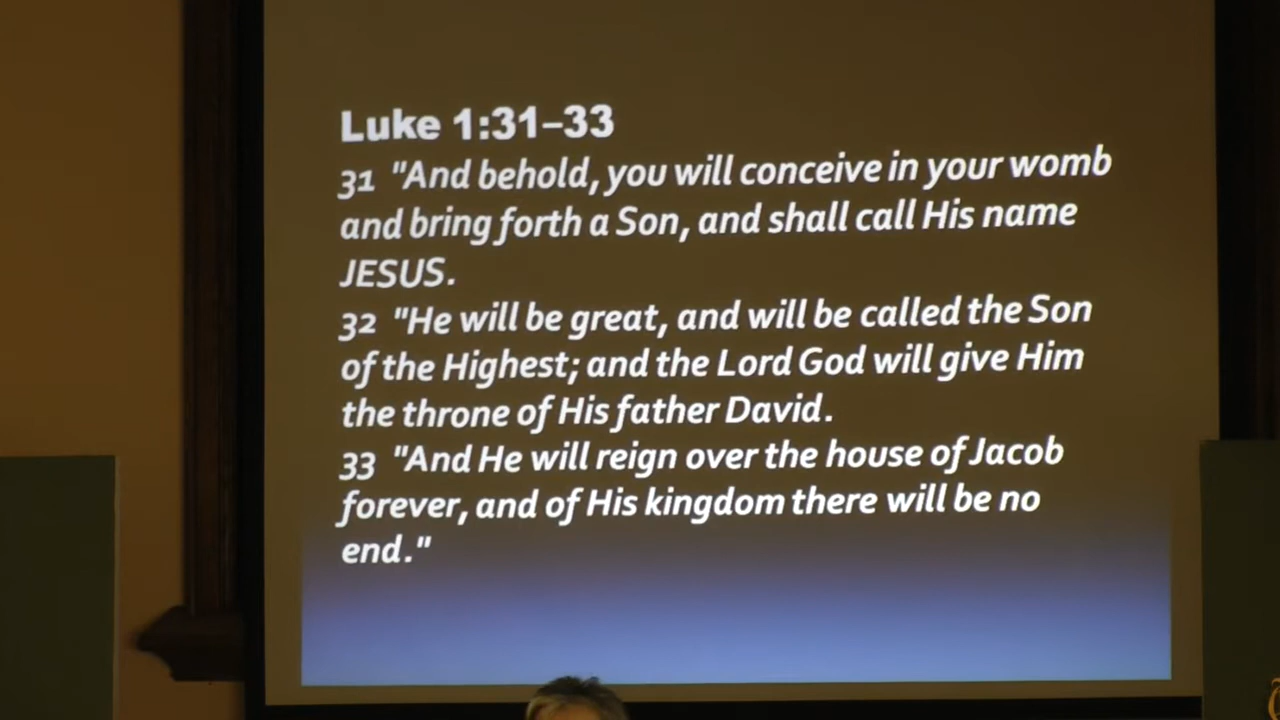 Luke 1:31–33
31 "And behold, you will conceive in your womb
and bring forth a Son, and shall call His name
JESUS.
32 "He will be great, and will be called the Son
of the Highest; and the Lord God will give Him
the throne of His father David.
33 "And He will reign over the house of Jacob
forever, and of His kingdom there will be no
end."